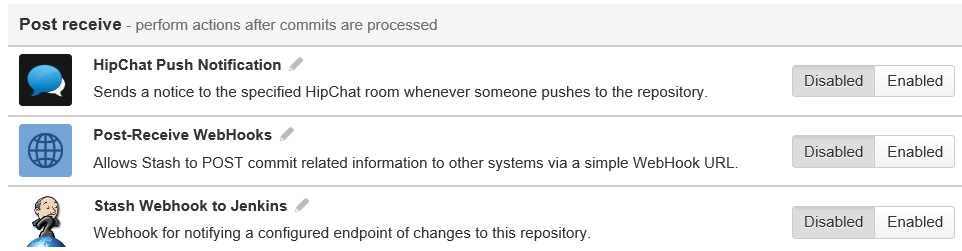 Post receive - perform actions after commits are processed
HipChat Push Notification
Sends a notice to the specified HipChat room whenever someone pushes to the repository.
Disabled Enabled
Post-Receive WebHooks
Allows Stash to POST commit related information to other systems via a simple WebHook URL.
Disabled Enabled
Stash Webhook to Jenkins
Webhook for notifying a configured endpoint of changes to this repository.
Disabled Enabled